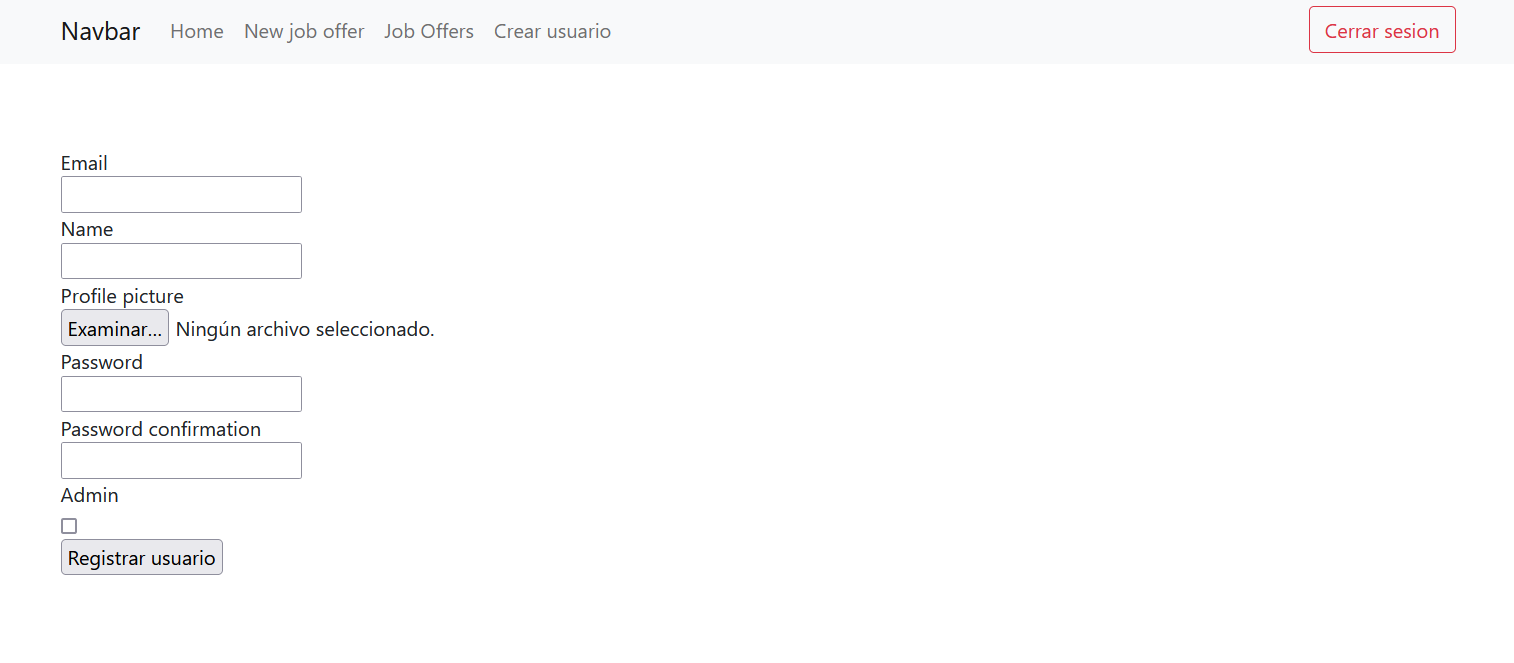 Navbar Home New job offer Job Offers Crear usuario Cerrar sesion
Email
Name
Profile picture
Examinar... Ningún archivo seleccionado.
Password
Password confirmation
Admin
Registrar usuario